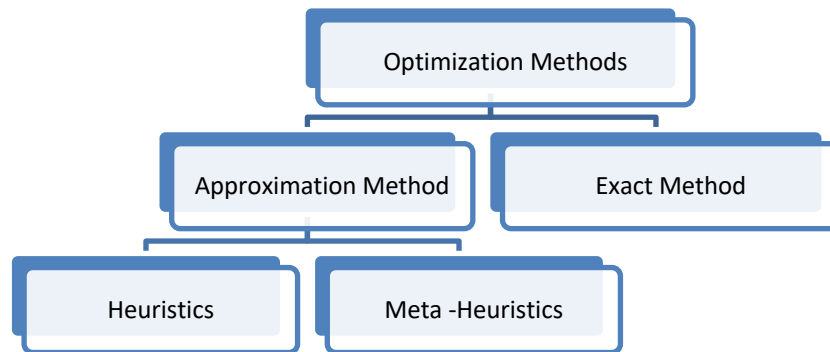 Optimization Methods
Approximation Method
Exact Method
Heuristics
Meta -Heuristics